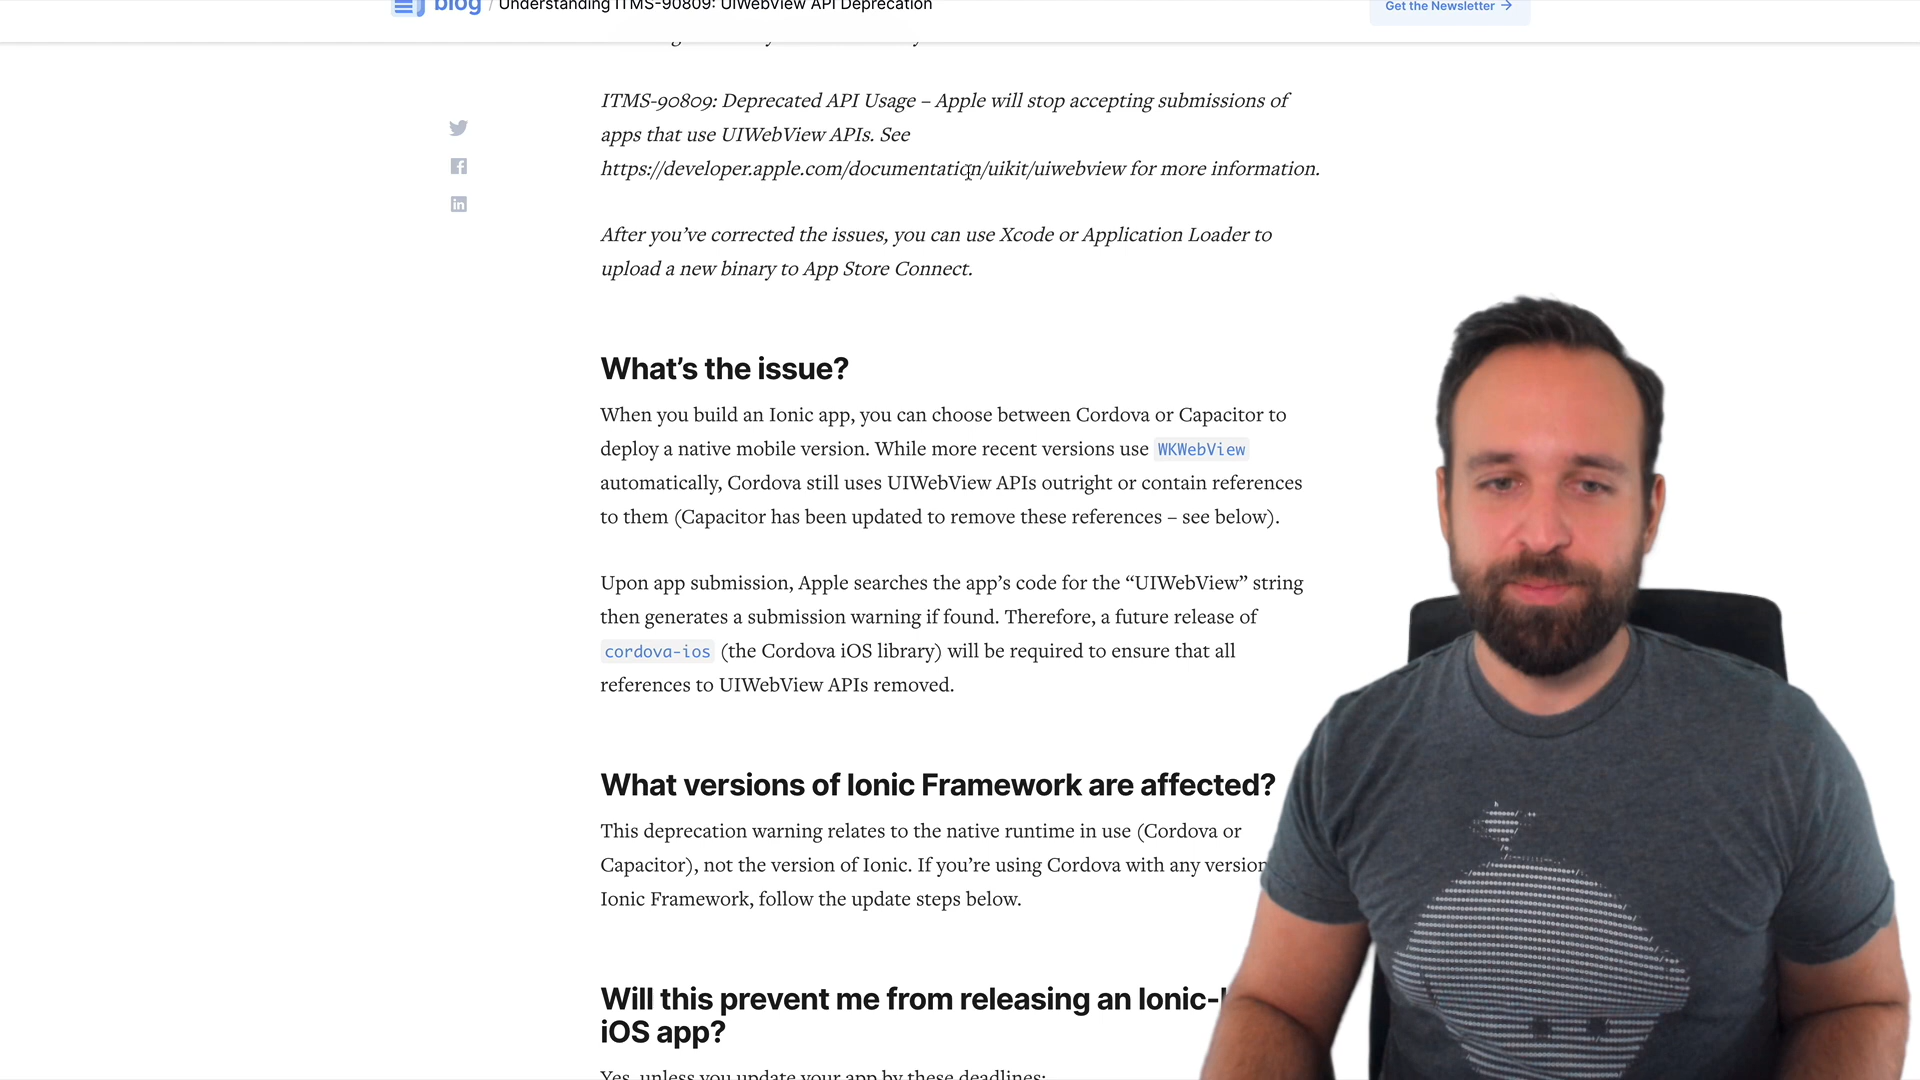 blog / Understanding ITMS-90809: UIWebView API Deprecation
Get the Newsletter →
ITMS-90809: Deprecated API Usage – Apple will stop accepting submissions of
apps that use UIWebView APIs. See
https://developer.apple.com/documentation/uikit/uiwebview for more information.
After you’ve corrected the issues, you can use Xcode or Application Loader to
upload a new binary to App Store Connect.
What’s the issue?
When you build an Ionic app, you can choose between Cordova or Capacitor to
deploy a native mobile version. While more recent versions use WKWebView
automatically, Cordova still uses UIWebView APIs outright or contain references
to them (Capacitor has been updated to remove these references – see below).
Upon app submission, Apple searches the app’s code for the “UIWebView” string
then generates a submission warning if found. Therefore, a future release of
cordova-ios (the Cordova iOS library) will be required to ensure that all
references to UIWebView APIs removed.
What versions of Ionic Framework are affected?
This deprecation warning relates to the native runtime in use (Cordova or
Capacitor), not the version of Ionic. If you’re using Cordova with any version
Ionic Framework, follow the update steps below.
Will this prevent me from releasing an Ionic-
iOS app?
Yes, unless you update your app by these deadlines: